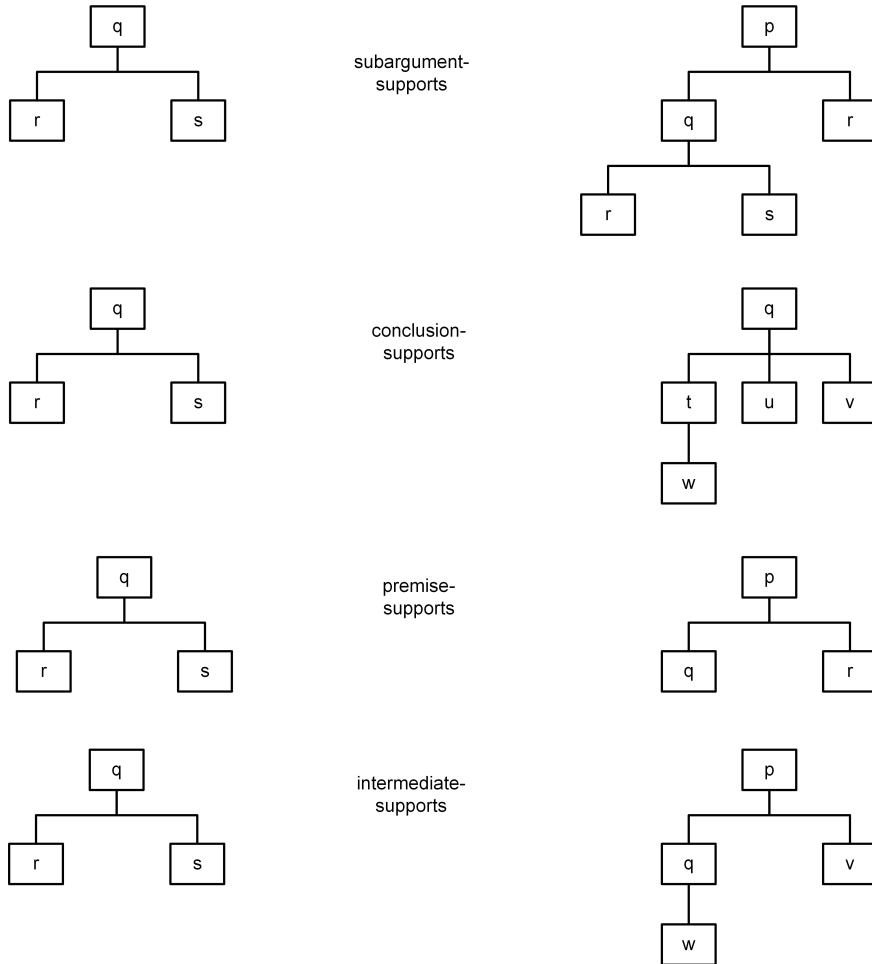 q
p
subargument-
supports
r
s
q
r
r
s
q
conclusion-
supports
q
r
s
t
u
v
w
q
premise-
supports
p
r
s
q
r
q
intermediate-
supports
p
r
s
q
v
w